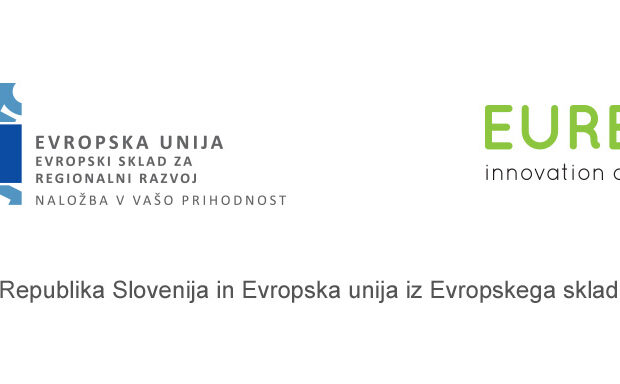 EVROPSKA UNIJA
EVROPSKI SKLAD ZA
REGIONALNI RAZVOJ
NALOŽBA V VAŠO PRIHODNOST
EURE
innovation
Republika Slovenija in Evropska unija iz Evropskega sklad